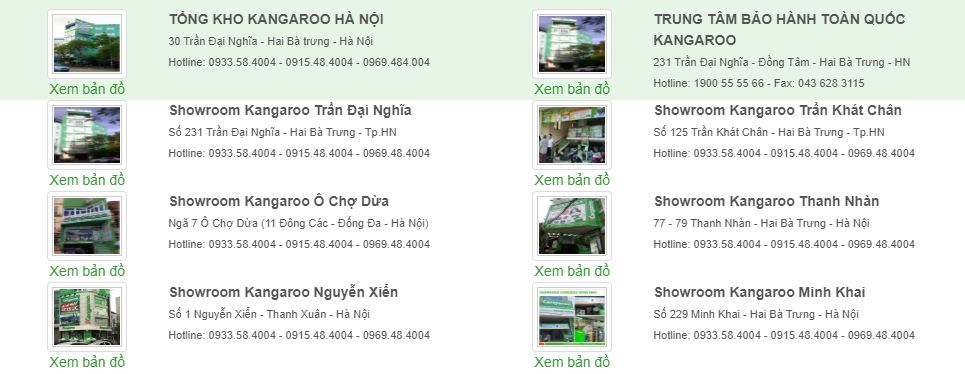 TỔNG KHO KANGAROO HÀ NỘI
30 Trần Đại Nghĩa - Hai Bà trưng - Hà Nội
Hotline: 0933.58.4004 - 0915.48.4004 - 0969.484.004
Xem bản đồ
TRUNG TÂM BẢO HÀNH TOÀN QUỐC
KANGAROO
231 Trần Đại Nghĩa - Đồng Tâm - Hai Bà Trưng - HN
Hotline: 1900 55 55 66 - Fax: 043 628 3115
Xem bản đồ
Showroom Kangaroo Trần Đại Nghĩa
Số 231 Trần Đại Nghĩa - Hai Bà Trưng - Tp.HN
Hotline: 0933.58.4004 - 0915.48.4004 - 0969.48.4004
Xem bản đồ
Showroom Kangaroo Trần Khát Chân
Số 125 Trần Khát Chân - Hai Bà Trưng - Tp.HN
Hotline: 0933.58.4004 - 0915.48.4004 - 0969.48.4004
Xem bản đồ
Showroom Kangaroo Ô Chợ Dừa
Ngã 7 Ô Chợ Dừa (11 Đông Các - Đống Đa - Hà Nội)
Hotline: 0933.58.4004 - 0915.48.4004 - 0969.48.4004
Xem bản đồ
Showroom Kangaroo Thanh Nhàn
77 - 79 Thanh Nhàn - Hai Bà Trưng - Hà Nội
Hotline: 0933.58.4004 - 0915.48.4004 - 0969.48.4004
Xem bản đồ
Showroom Kangaroo Nguyễn Xiển
Số 1 Nguyễn Xiển - Thanh Xuân - Hà Nội
Hotline: 0933.58.4004 - 0915.48.4004 - 0969.48.4004
Xem bản đồ
Showroom Kangaroo Minh Khai
Số 229 Minh Khai - Hai Bà Trưng - Hà Nội
Hotline: 0933.58.4004 - 0915.48.4004 - 0969.48.4004
Xem bản đồ